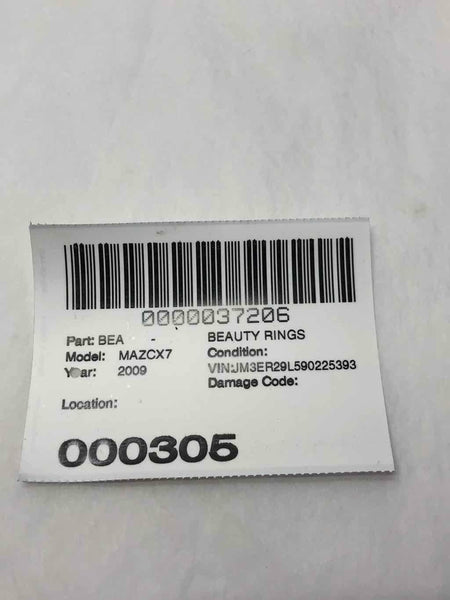 0000037206
Part: BEA - BEAUTY RINGS
Model: MAZCX7 Condition:
Year: 2009 VIN:JM3ER29L590225393
Damage Code:
Location:
000305